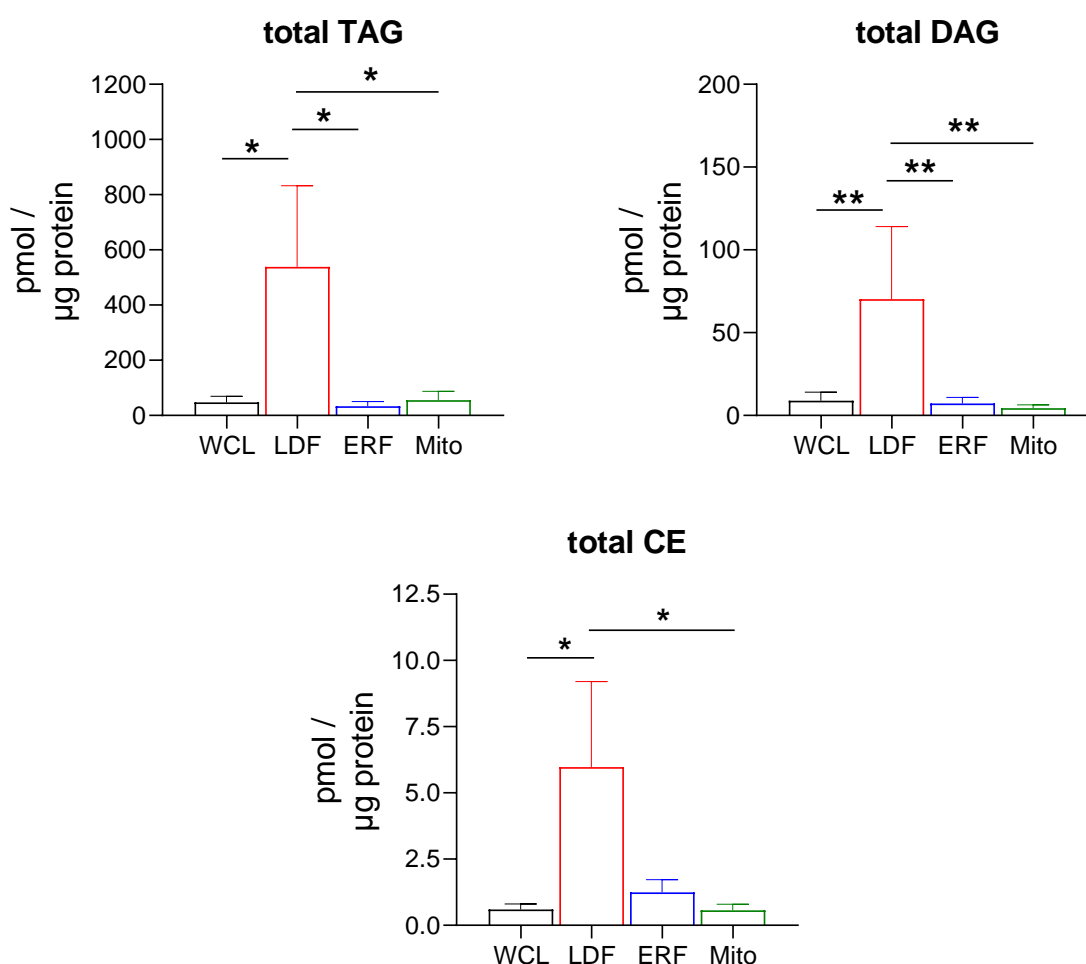 total TAG
1200
1000
800
600
400
200
0
pmol /
µg protein
*
*
*
WCL LDF ERF Mito
total DAG
200
150
100
50
0
pmol /
µg protein
**
**
**
WCL LDF ERF Mito
total CE
12.5
10.0
7.5
5.0
2.5
0.0
pmol /
µg protein
*
*
WCL LDF ERF Mito